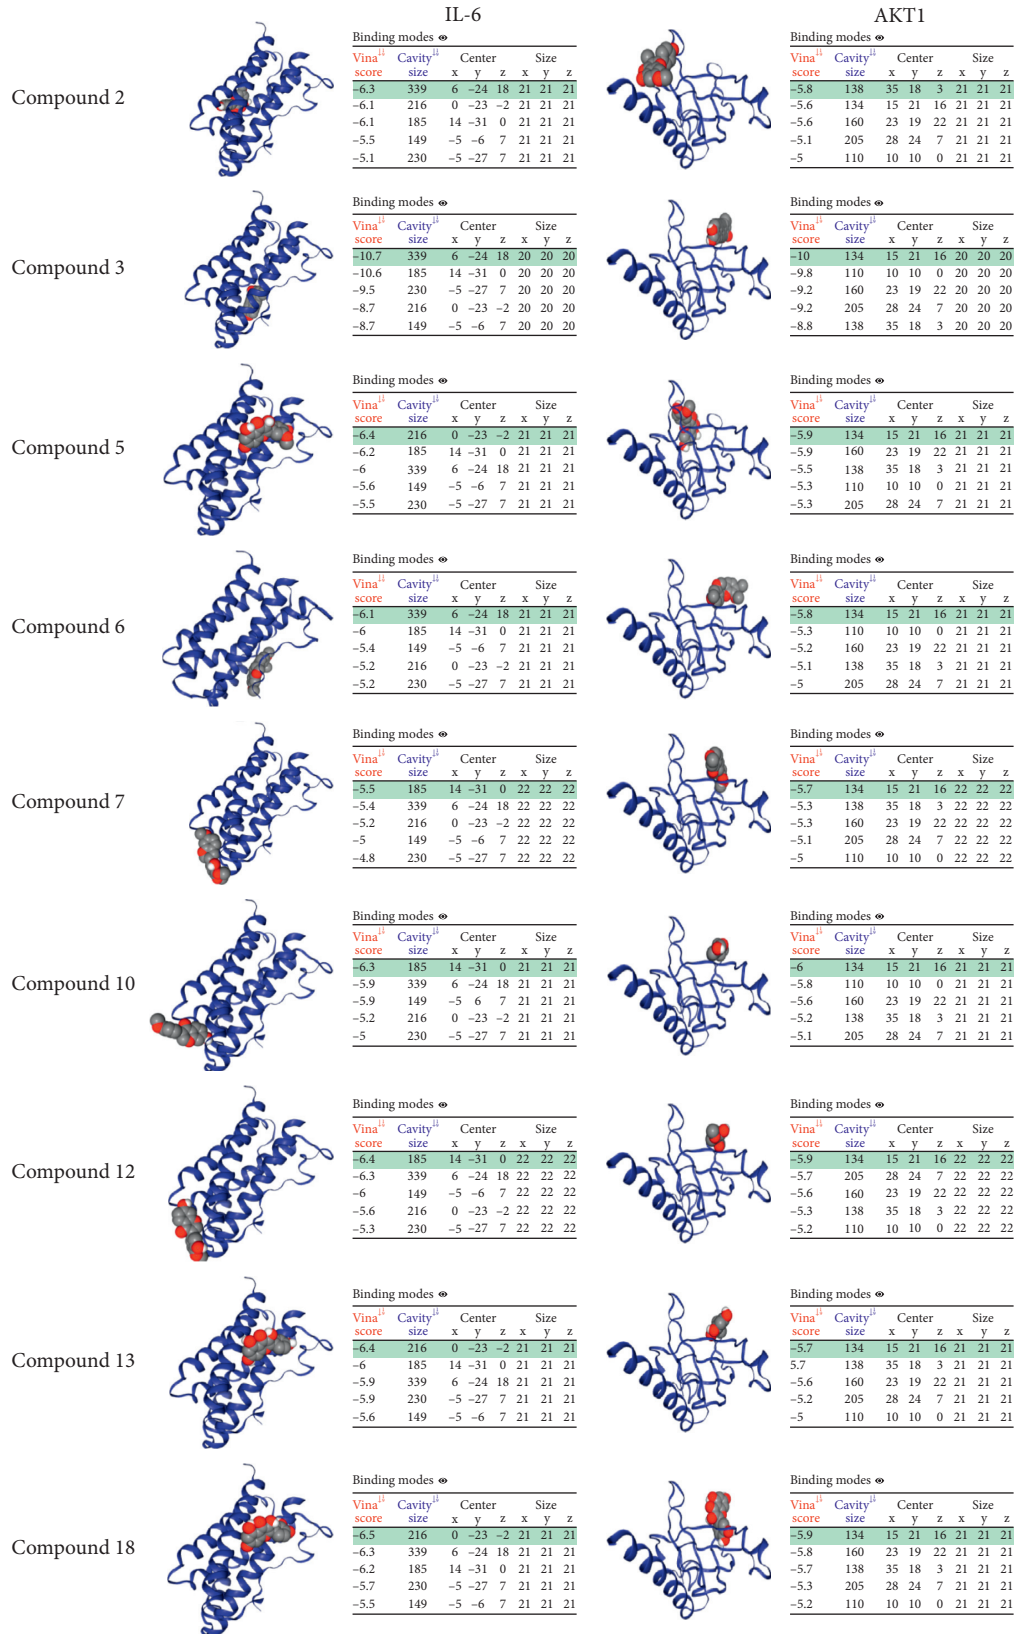 IL-6 AKT1
Compound 2
Binding modes
Vina Cavity Center Size
score size x y z x y z
−6.3 339 6 −24 18 21 21 21
−6.1 216 0 −23 −2 21 21 21
−6.1 185 14 −31 0 21 21 21
−5.5 149 −5 −6 7 21 21 21
−5.1 230 −5 −27 7 21 21 21
Binding modes
Vina Cavity Center Size
score size x y z x y z
−5.8 138 35 18 3 21 21 21
−5.6 134 15 21 16 21 21 21
−5.6 160 23 19 22 21 21 21
−5.1 205 28 24 7 21 21 21
−5 110 10 10 0 21 21 21
Compound 3
Binding modes
Vina Cavity Center Size
score size x y z x y z
−10.7 339 6 −24 18 20 20 20
−10.6 185 14 −31 0 20 20 20
−9.5 230 −5 −27 7 20 20 20
−8.7 216 0 −23 −2 20 20 20
−8.7 149 −5 −6 7 20 20 20
Binding modes
Vina Cavity Center Size
score size x y z x y z
−10 134 15 21 16 20 20 20
−9.8 110 10 10 0 20 20 20
−9.2 160 23 19 22 20 20 20
−9.2 205 28 24 7 20 20 20
−8.8 138 35 18 3 20 20 20
Compound 5
Binding modes
Vina Cavity Center Size
score size x y z x y z
−6.4 216 0 −23 −2 21 21 21
−6.2 185 14 −31 0 21 21 21
−6 339 6 −24 18 21 21 21
−5.6 149 −5 −6 7 21 21 21
−5.5 230 −5 −27 7 21 21 21
Binding modes
Vina Cavity Center Size
score size x y z x y z
−5.9 134 15 21 16 21 21 21
−5.9 160 23 19 22 21 21 21
−5.5 138 35 18 3 21 21 21
−5.3 110 10 10 0 21 21 21
−5.3 205 28 24 7 21 21 21
Compound 6
Binding modes
Vina Cavity Center Size
score size x y z x y z
−6.1 339 6 −24 18 21 21 21
−6 185 14 −31 0 21 21 21
−5.4 149 −5 −6 7 21 21 21
−5.2 216 0 −23 −2 21 21 21
−5.2 230 −5 −27 7 21 21 21
Binding modes
Vina Cavity Center Size
score size x y z x y z
−5.8 134 15 21 16 21 21 21
−5.3 110 10 10 0 21 21 21
−5.2 160 23 19 22 21 21 21
−5.1 138 35 18 3 21 21 21
−5 205 28 24 7 21 21 21
Compound 7
Binding modes
Vina Cavity Center Size
score size x y z x y z
−5.5 185 14 −31 0 22 22 22
−5.4 339 6 −24 18 22 22 22
−5.2 216 0 −23 −2 22 22 22
−5 149 −5 −6 7 22 22 22
−4.8 230 −5 −27 7 22 22 22
Binding modes
Vina Cavity Center Size
score size x y z x y z
−5.7 134 15 21 16 22 22 22
−5.3 138 35 18 3 22 22 22
−5.3 160 23 19 22 22 22 22
−5.1 205 28 24 7 22 22 22
−5 110 10 10 0 22 22 22
Compound 10
Binding modes
Vina Cavity Center Size
score size x y z x y z
−6.3 185 14 −31 0 21 21 21
−5.9 339 6 −24 18 21 21 21
−5.9 149 −5 6 7 21 21 21
−5.2 216 0 −23 −2 21 21 21
−5 230 −5 −27 7 21 21 21
Binding modes
Vina Cavity Center Size
score size x y z x y z
−6 134 15 21 16 21 21 21
−5.8 110 10 10 0 21 21 21
−5.6 160 23 19 22 21 21 21
−5.2 138 35 18 3 21 21 21
−5.1 205 28 24 7 21 21 21
Compound 12
Binding modes
Vina Cavity Center Size
score size x y z x y z
−6.4 185 14 −31 0 22 22 22
−6.3 339 6 −24 18 22 22 22
−6 149 −5 −6 7 22 22 22
−5.6 216 0 −23 −2 22 22 22
−5.3 230 −5 −27 7 22 22 22
Binding modes
Vina Cavity Center Size
score size x y z x y z
−5.9 134 15 21 16 22 22 22
−5.7 205 28 24 7 22 22 22
−5.6 160 23 19 22 22 22 22
−5.3 138 35 18 3 22 22 22
−5.2 110 10 10 0 22 22 22
Compound 13
Binding modes
Vina Cavity Center Size
score size x y z x y z
−6.4 216 0 −23 −2 21 21 21
−6 185 14 −31 0 21 21 21
−5.9 339 6 −24 18 21 21 21
−5.9 230 −5 −27 7 21 21 21
−5.6 149 −5 −6 7 21 21 21
Binding modes
Vina Cavity Center Size
score size x y z x y z
−5.7 134 15 21 16 21 21 21
5.7 138 35 18 3 21 21 21
−5.6 160 23 19 22 21 21 21
−5.2 205 28 24 7 21 21 21
−5 110 10 10 0 21 21 21
Compound 18
Binding modes
Vina Cavity Center Size
score size x y z x y z
−6.5 216 0 −23 −2 21 21 21
−6.3 339 6 −24 18 21 21 21
−6.2 185 14 −31 0 21 21 21
−5.7 230 −5 −27 7 21 21 21
−5.5 149 −5 −6 7 21 21 21
Binding modes
Vina Cavity Center Size
score size x y z x y z
−5.9 134 15 21 16 21 21 21
−5.8 160 23 19 22 21 21 21
−5.7 138 35 18 3 21 21 21
−5.3 205 28 24 7 21 21 21
−5.2 110 10 10 0 21 21 21